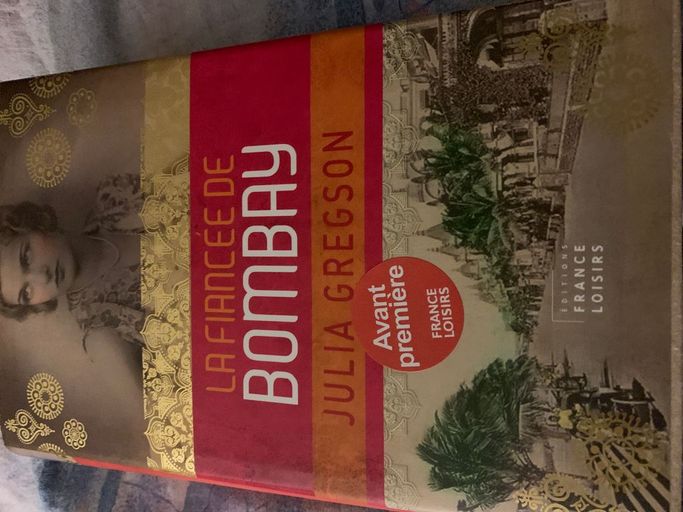 LA FIANCÉE DE
BOMBAY
JULIA GREGSON
Avant
première
FRANCE
LOISIRS
ÉDITIONS
FRANCE
LOISIRS